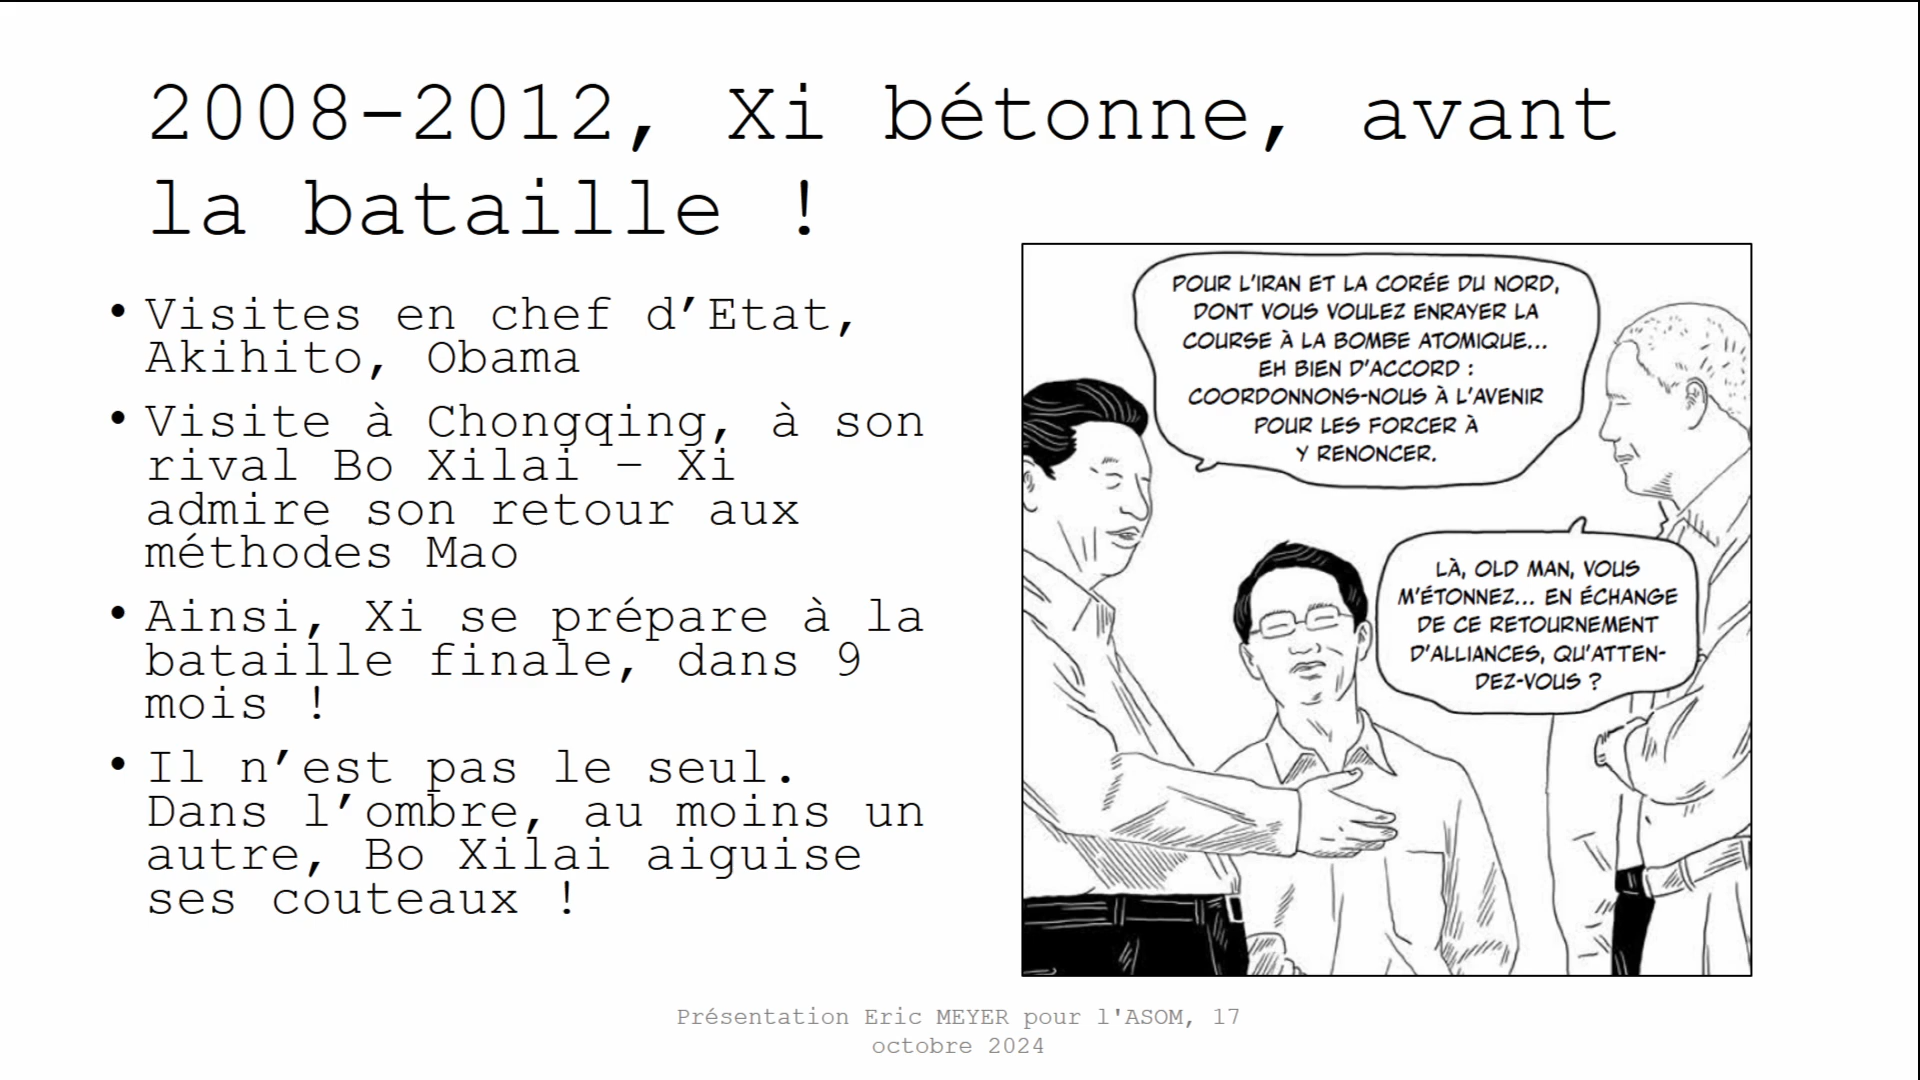 2008-2012, Xi bétonne, avant
la bataille !
• Visites en chef d’Etat,
Akihito, Obama
• Visite à Chongqing, à son
rival Bo Xilai – Xi
admire son retour aux
méthodes Mao
• Ainsi, Xi se prépare à la
bataille finale, dans 9
mois !
• Il n’est pas le seul.
Dans l’ombre, au moins un
autre, Bo Xilai aiguise
ses couteaux !
POUR L'IRAN ET LA CORÉE DU NORD,
DONT VOUS VOULEZ ENRAYER LA
COURSE À LA BOMBE ATOMIQUE...
EH BIEN D'ACCORD :
COORDONNONS-NOUS À L'AVENIR
POUR LES FORCER À
Y RENONCER.
LÀ, OLD MAN, VOUS
M'ÉTONNEZ... EN ÉCHANGE
DE CE RETOURNEMENT
D'ALLIANCES, QU'ATTEN-
DEZ-VOUS ?
Présentation Eric MEYER pour l'ASOM, 17
octobre 2024